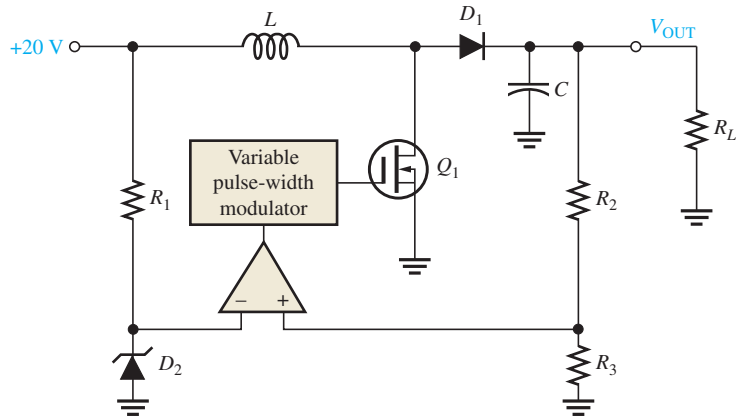 L
D1
+20 V
VOUT
C
RL
Variable
pulse-width
modulator
Q1
R1
R2
– +
D2
R3